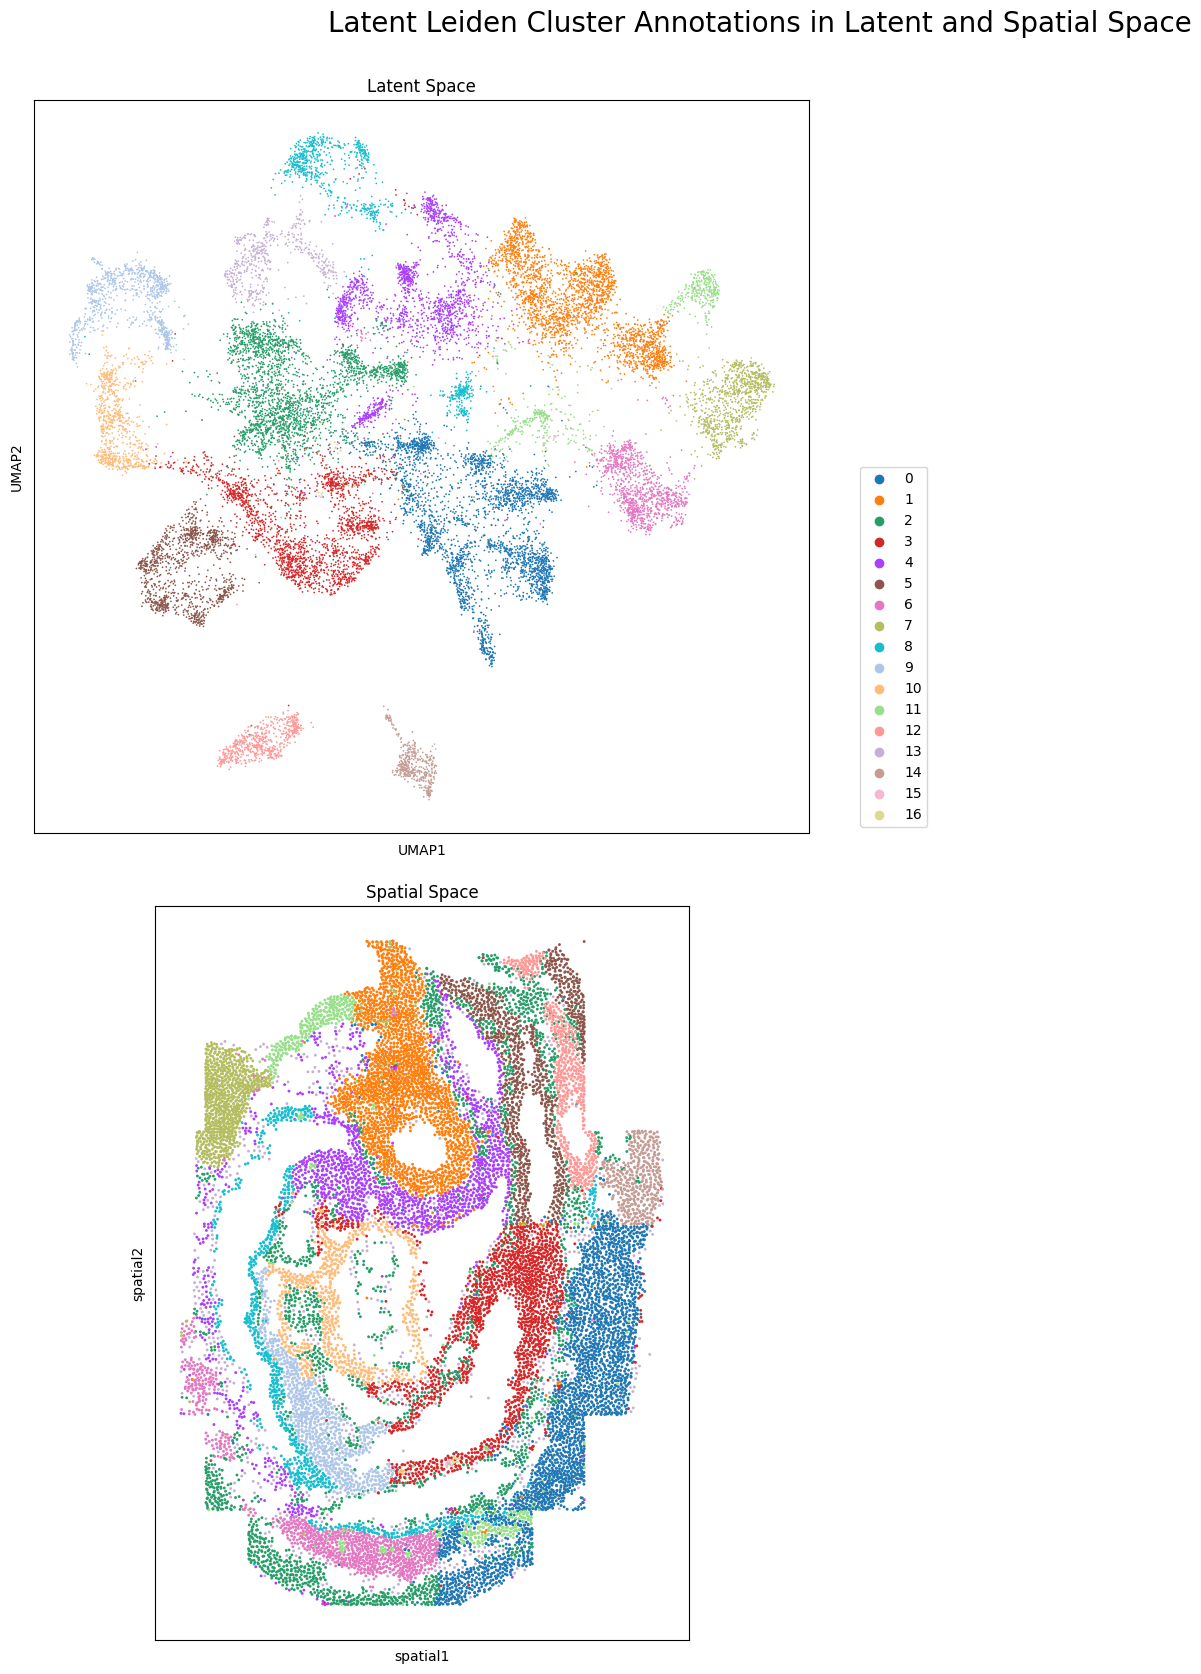 Latent Leiden Cluster Annotations in Latent and Spatial Space
Latent Space
UMAP2
UMAP1
0
1
2
3
4
5
6
7
8
9
10
11
12
13
14
15
16
Spatial Space
spatial2
spatial1